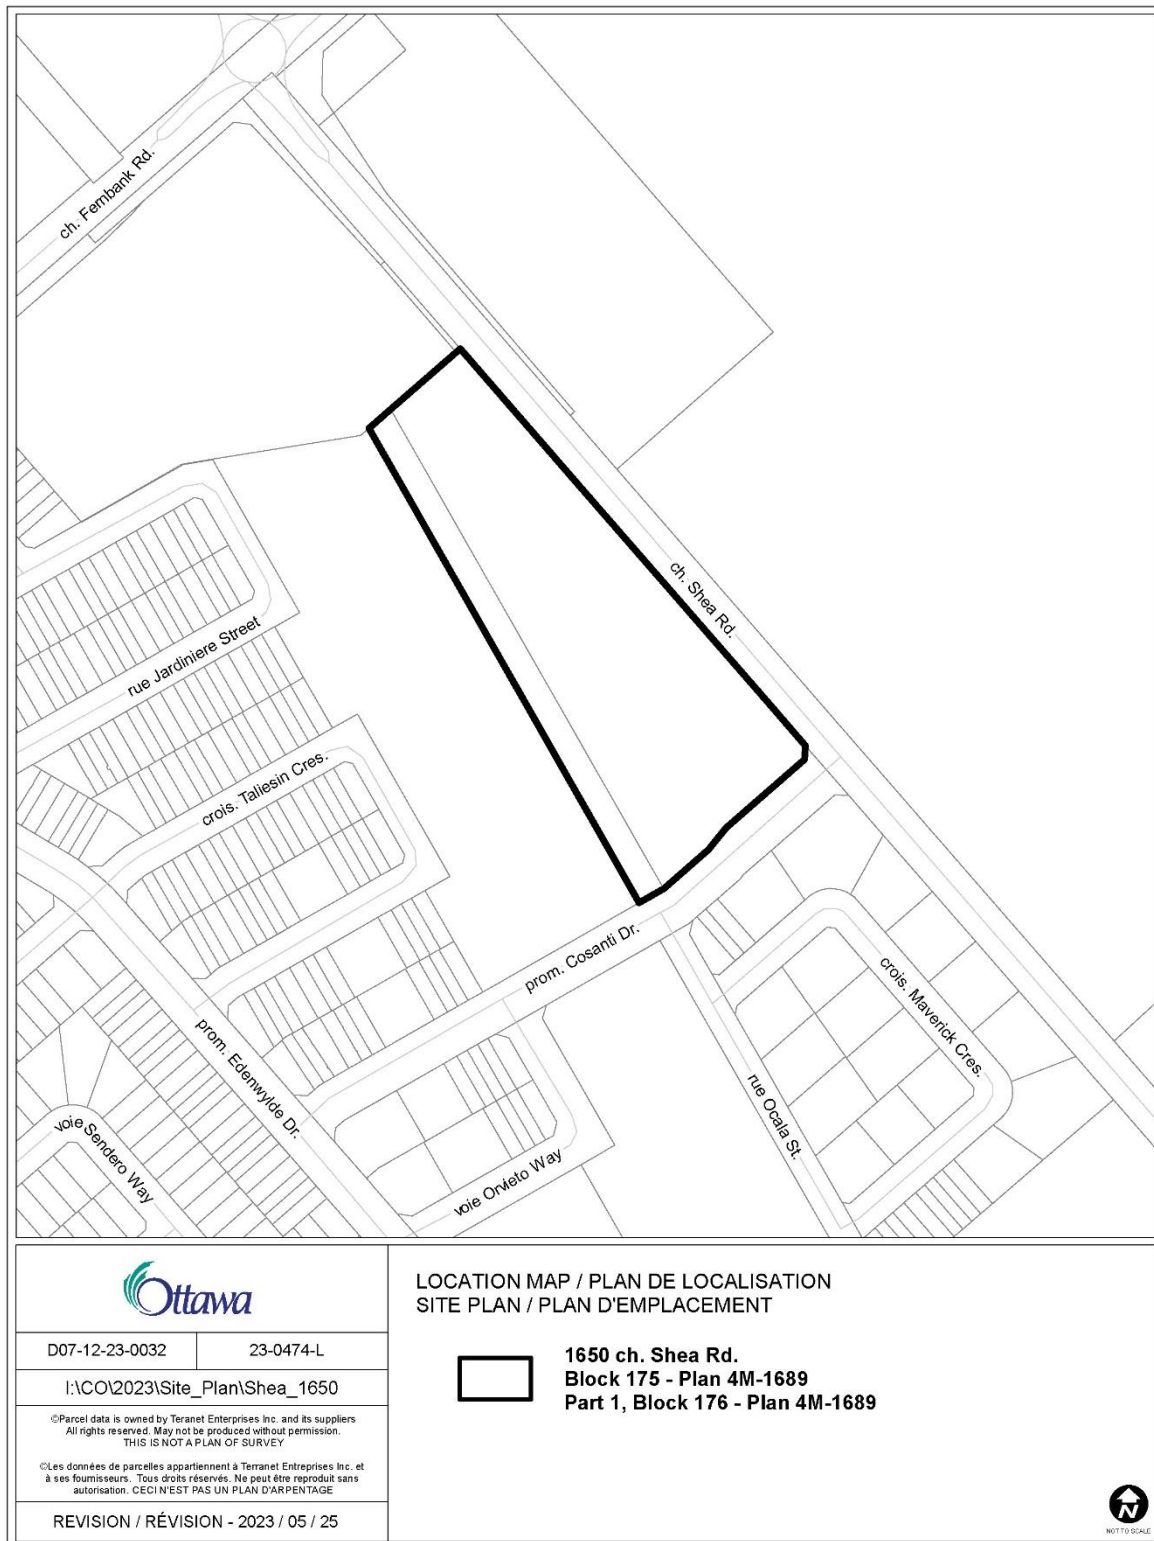 ch. Fernbank Rd.
ch. Shea Rd.
rue Jardiniere Street
crois. Taliesin Cres.
prom. Cosanti Dr.
crois. Maverick Cres.
prom. Edenwylde Dr.
rue Ocala St.
voie Sendero Way
voie Orvieto Way
Ottawa
D07-12-23-0032
23-0474-L
I:\CO\2023\Site_Plan\Shea_1650
©Parcel data is owned by Teranet Enterprises Inc. and its suppliers
All rights reserved. May not be produced without permission.
THIS IS NOT A PLAN OF SURVEY
©Les données de parcelles appartiennent à Terranet Entreprises Inc. et
à ses fournisseurs. Tous droits réservés. Ne peut être reproduit sans
autorisation. CECI N'EST PAS UN PLAN D'ARPENTAGE
REVISION / RÉVISION - 2023 / 05 / 25
LOCATION MAP / PLAN DE LOCALISATION
SITE PLAN / PLAN D'EMPLACEMENT
1650 ch. Shea Rd.
Block 175 - Plan 4M-1689
Part 1, Block 176 - Plan 4M-1689
N
NOT TO SCALE